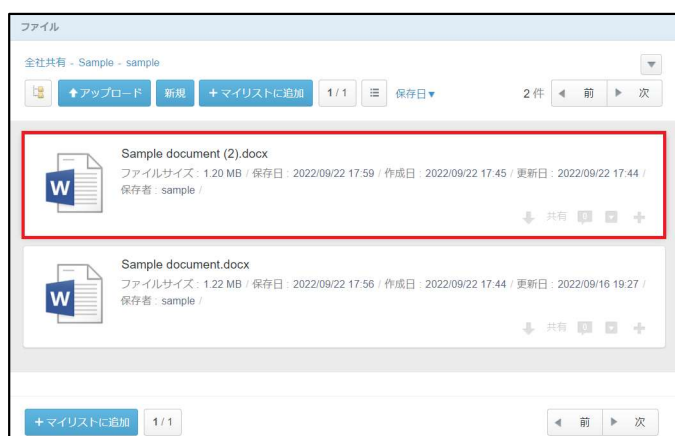 ファイル
全社共有 - Sample - sample
アップロード 新規 +マイリストに追加 1 / 1 保存日▼ 2 件 ◀ 前 ▶ 次
Sample document (2).docx
ファイルサイズ : 1.20 MB / 保存日 : 2022/09/22 17:59 / 作成日 : 2022/09/22 17:45 / 更新日 : 2022/09/22 17:44 /
保存者 : sample /
共有 0
W
Sample document.docx
ファイルサイズ : 1.22 MB / 保存日 : 2022/09/22 17:56 / 作成日 : 2022/09/22 17:44 / 更新日 : 2022/09/16 19:27 /
保存者 : sample /
共有 0
W
+マイリストに追加 1 / 1 ◀ 前 ▶ 次